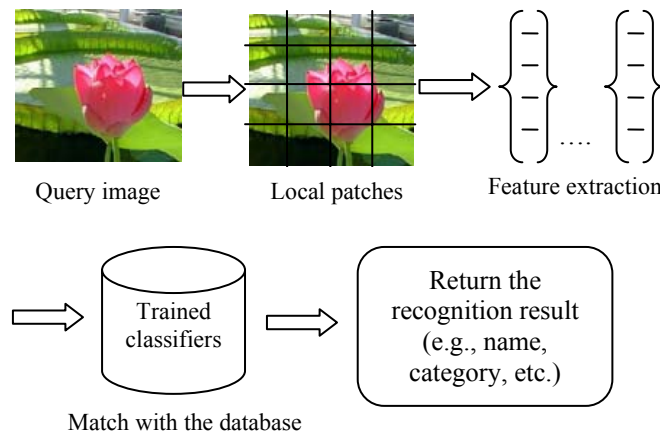 Query image
Local patches
Feature extraction
Trained
classifiers
Match with the database
Return the
recognition result
(e.g., name,
category, etc.)